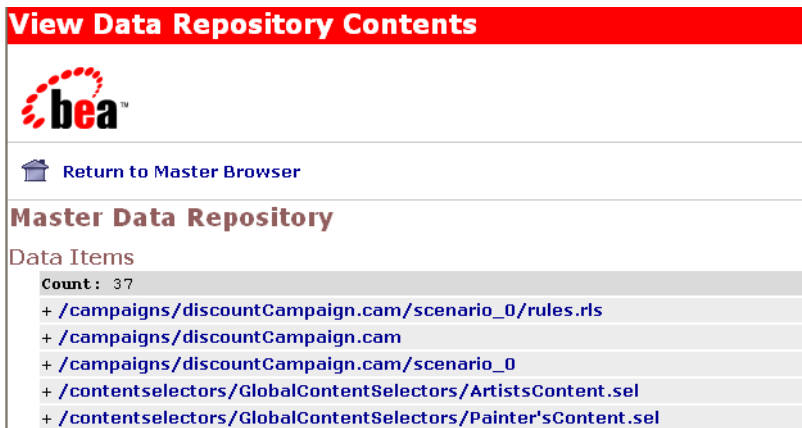 View Data Repository Contents
bea™
Return to Master Browser
Master Data Repository
Data Items
Count: 37
+ /campaigns/discountCampaign.cam/scenario_0/rules.rls
+ /campaigns/discountCampaign.cam
+ /campaigns/discountCampaign.cam/scenario_0
+ /contentselectors/GlobalContentSelectors/ArtistsContent.sel
+ /contentselectors/GlobalContentSelectors/Painter'sContent.sel